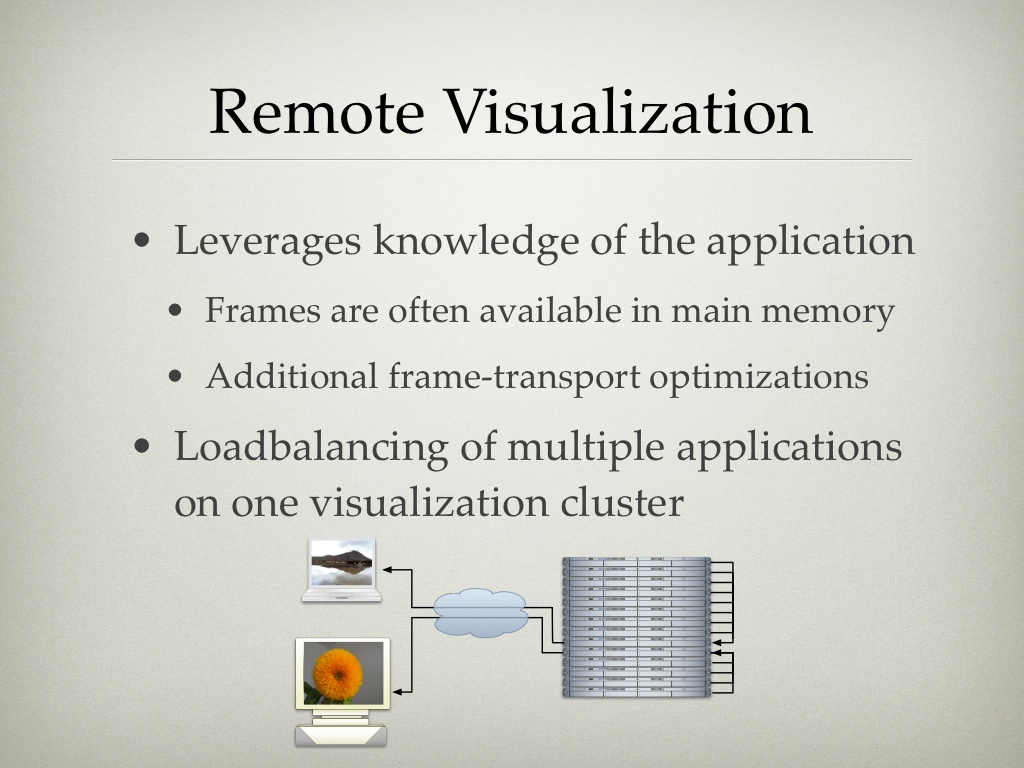 Remote Visualization
• Leverages knowledge of the application
• Frames are often available in main memory
• Additional frame-transport optimizations
• Loadbalancing of multiple applications
on one visualization cluster